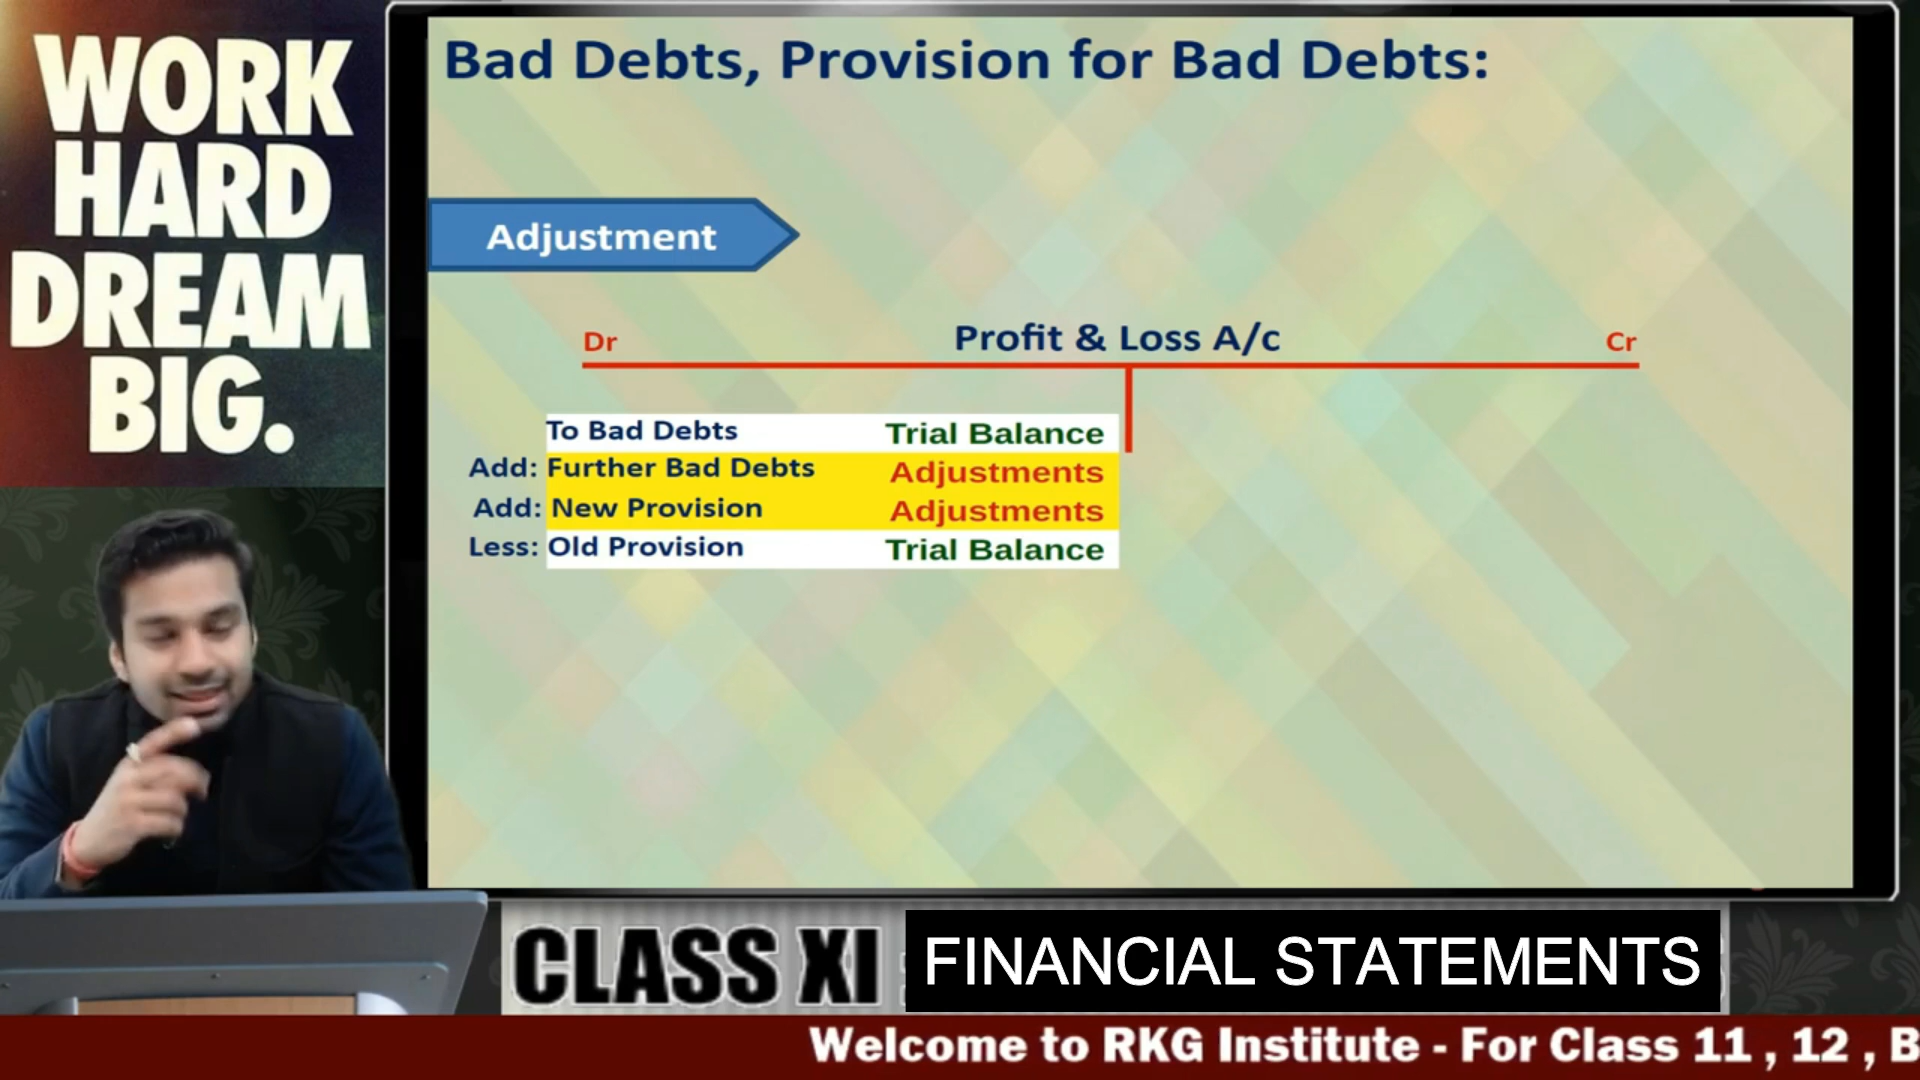 WORK
HARD
DREAM
BIG.
Bad Debts, Provision for Bad Debts:
Adjustment
Dr Profit & Loss A/c Cr
To Bad Debts Trial Balance
Add: Further Bad Debts Adjustments
Add: New Provision Adjustments
Less: Old Provision Trial Balance
CLASS XI FINANCIAL STATEMENTS
Welcome to RKG Institute - For Class 11 , 12 , B